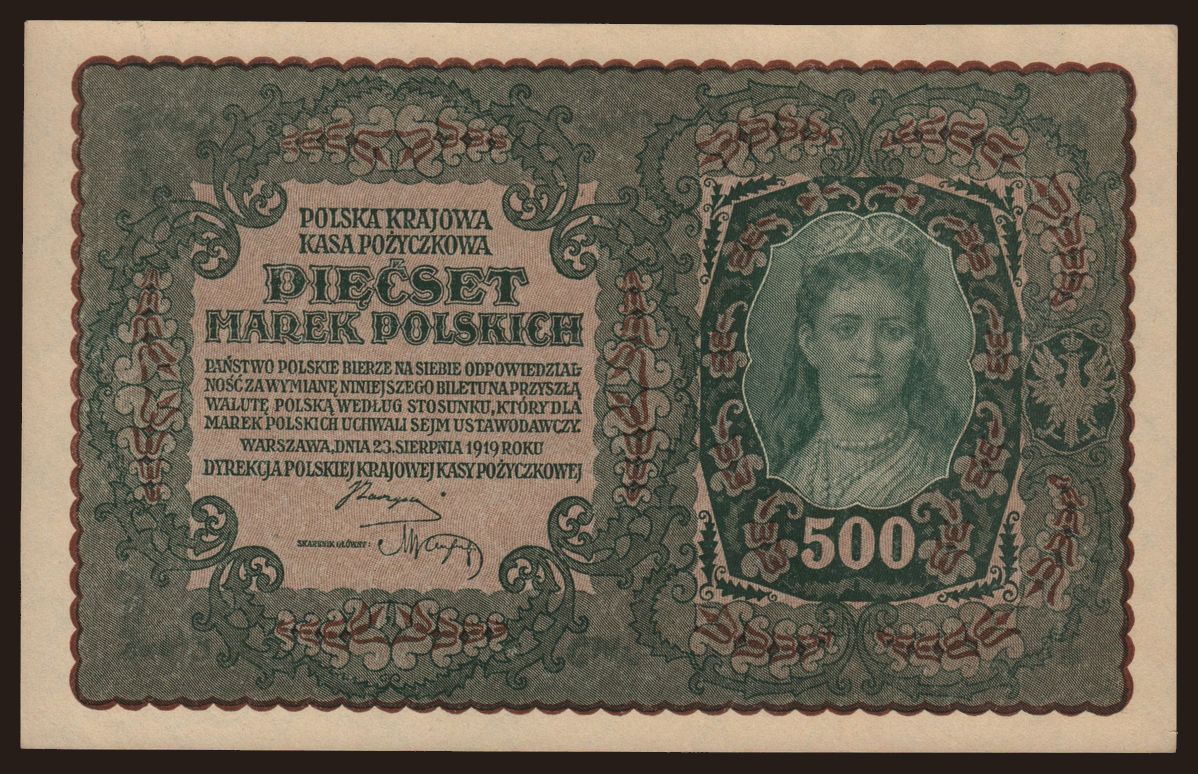 POLSKA KRAJOWA
KASA POŻYCZKOWA
PIĘĆSET
MAREK POLSKICH
PAŃSTWO POLSKIE BIERZE NA SIEBIE ODPOWIEDZIAL-
NOŚĆ ZA WYMIANĘ NINIEJSZEGO BILETU NA PRZYSZŁĄ
WALUTĘ POLSKĄ WEDŁUG STOSUNKU, KTÓRY DLA
MAREK POLSKICH UCHWALI SEJM USTAWODAWCZY.
WARSZAWA, DNIA 23. SIERPNIA 1919 ROKU
DYREKCJA POLSKIEJ KRAJOWEJ KASY POŻYCZKOWEJ
SKARBNIK GŁÓWNY:
500